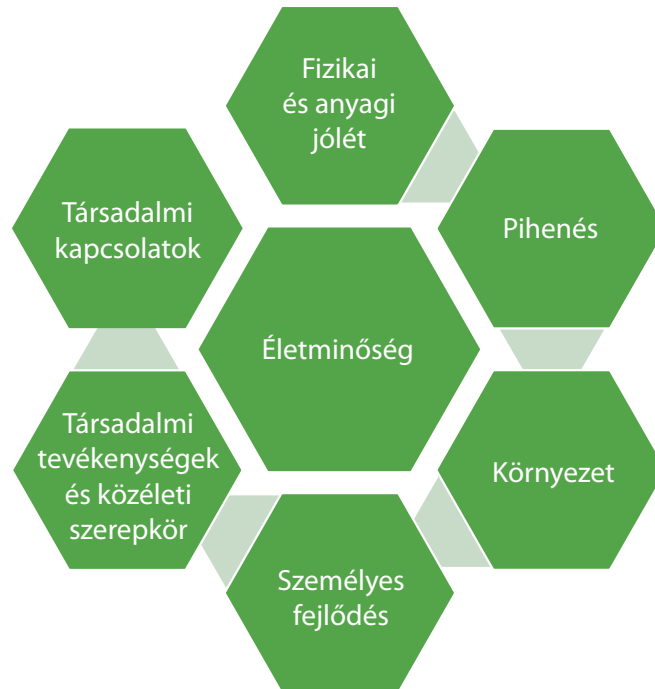 Fizikai
és anyagi
jólét
Pihenés
Környezet
Személyes
fejlődés
Társadalmi
tevékenységek
és közéleti
szerepkör
Társadalmi
kapcsolatok
Életminőség